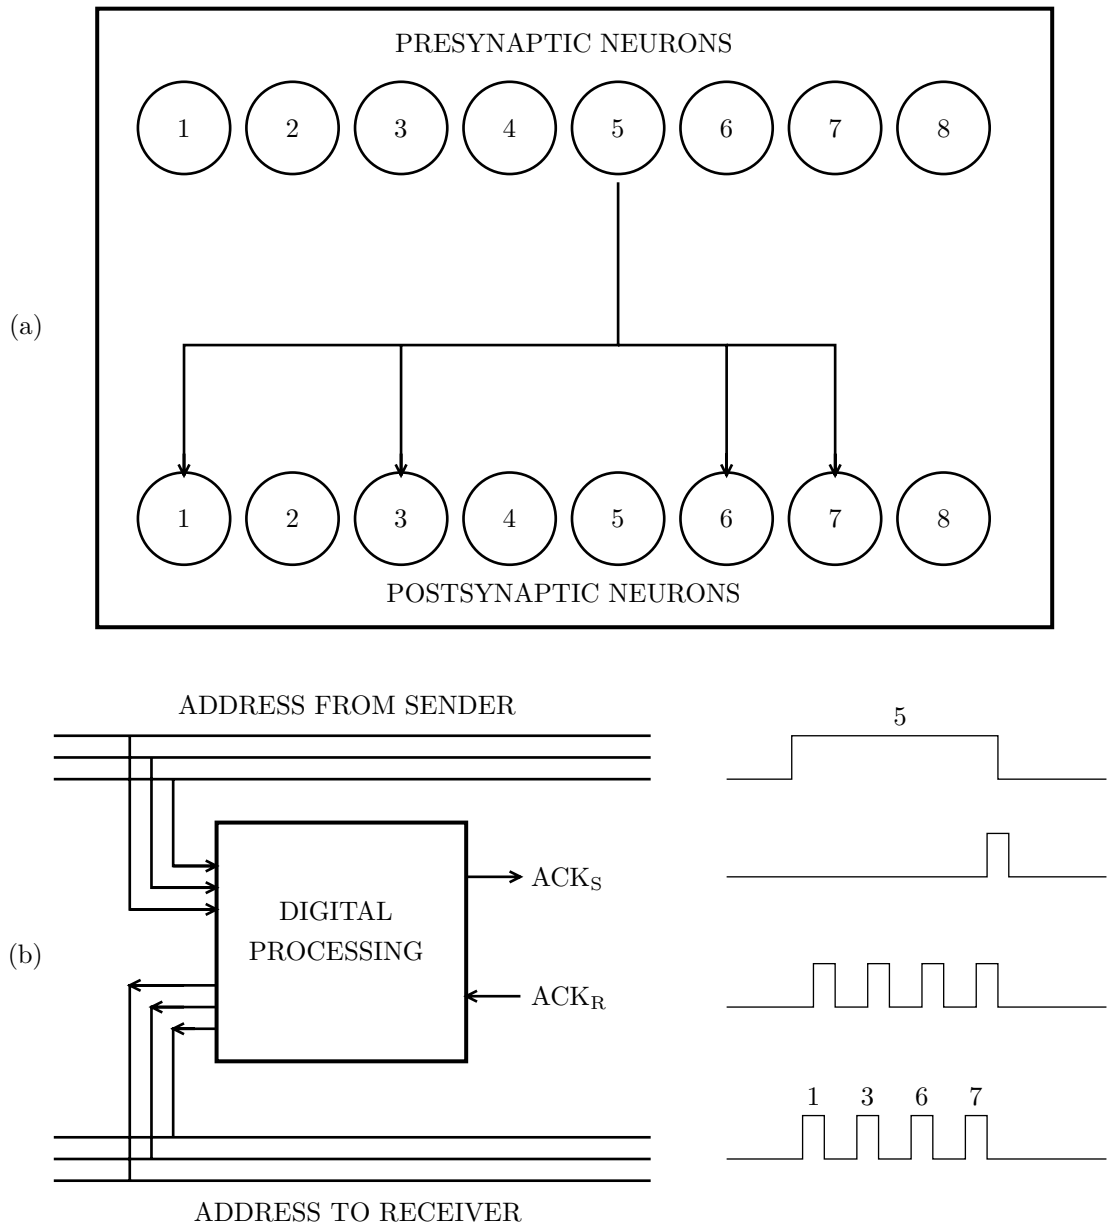 PRESYNAPTIC NEURONS
1 2 3 4 5 6 7 8
(a)
1 2 3 4 5 6 7 8
POSTSYNAPTIC NEURONS
ADDRESS FROM SENDER
5
ACK_S
DIGITAL
PROCESSING
(b)
ACK_R
1 3 6 7
ADDRESS TO RECEIVER